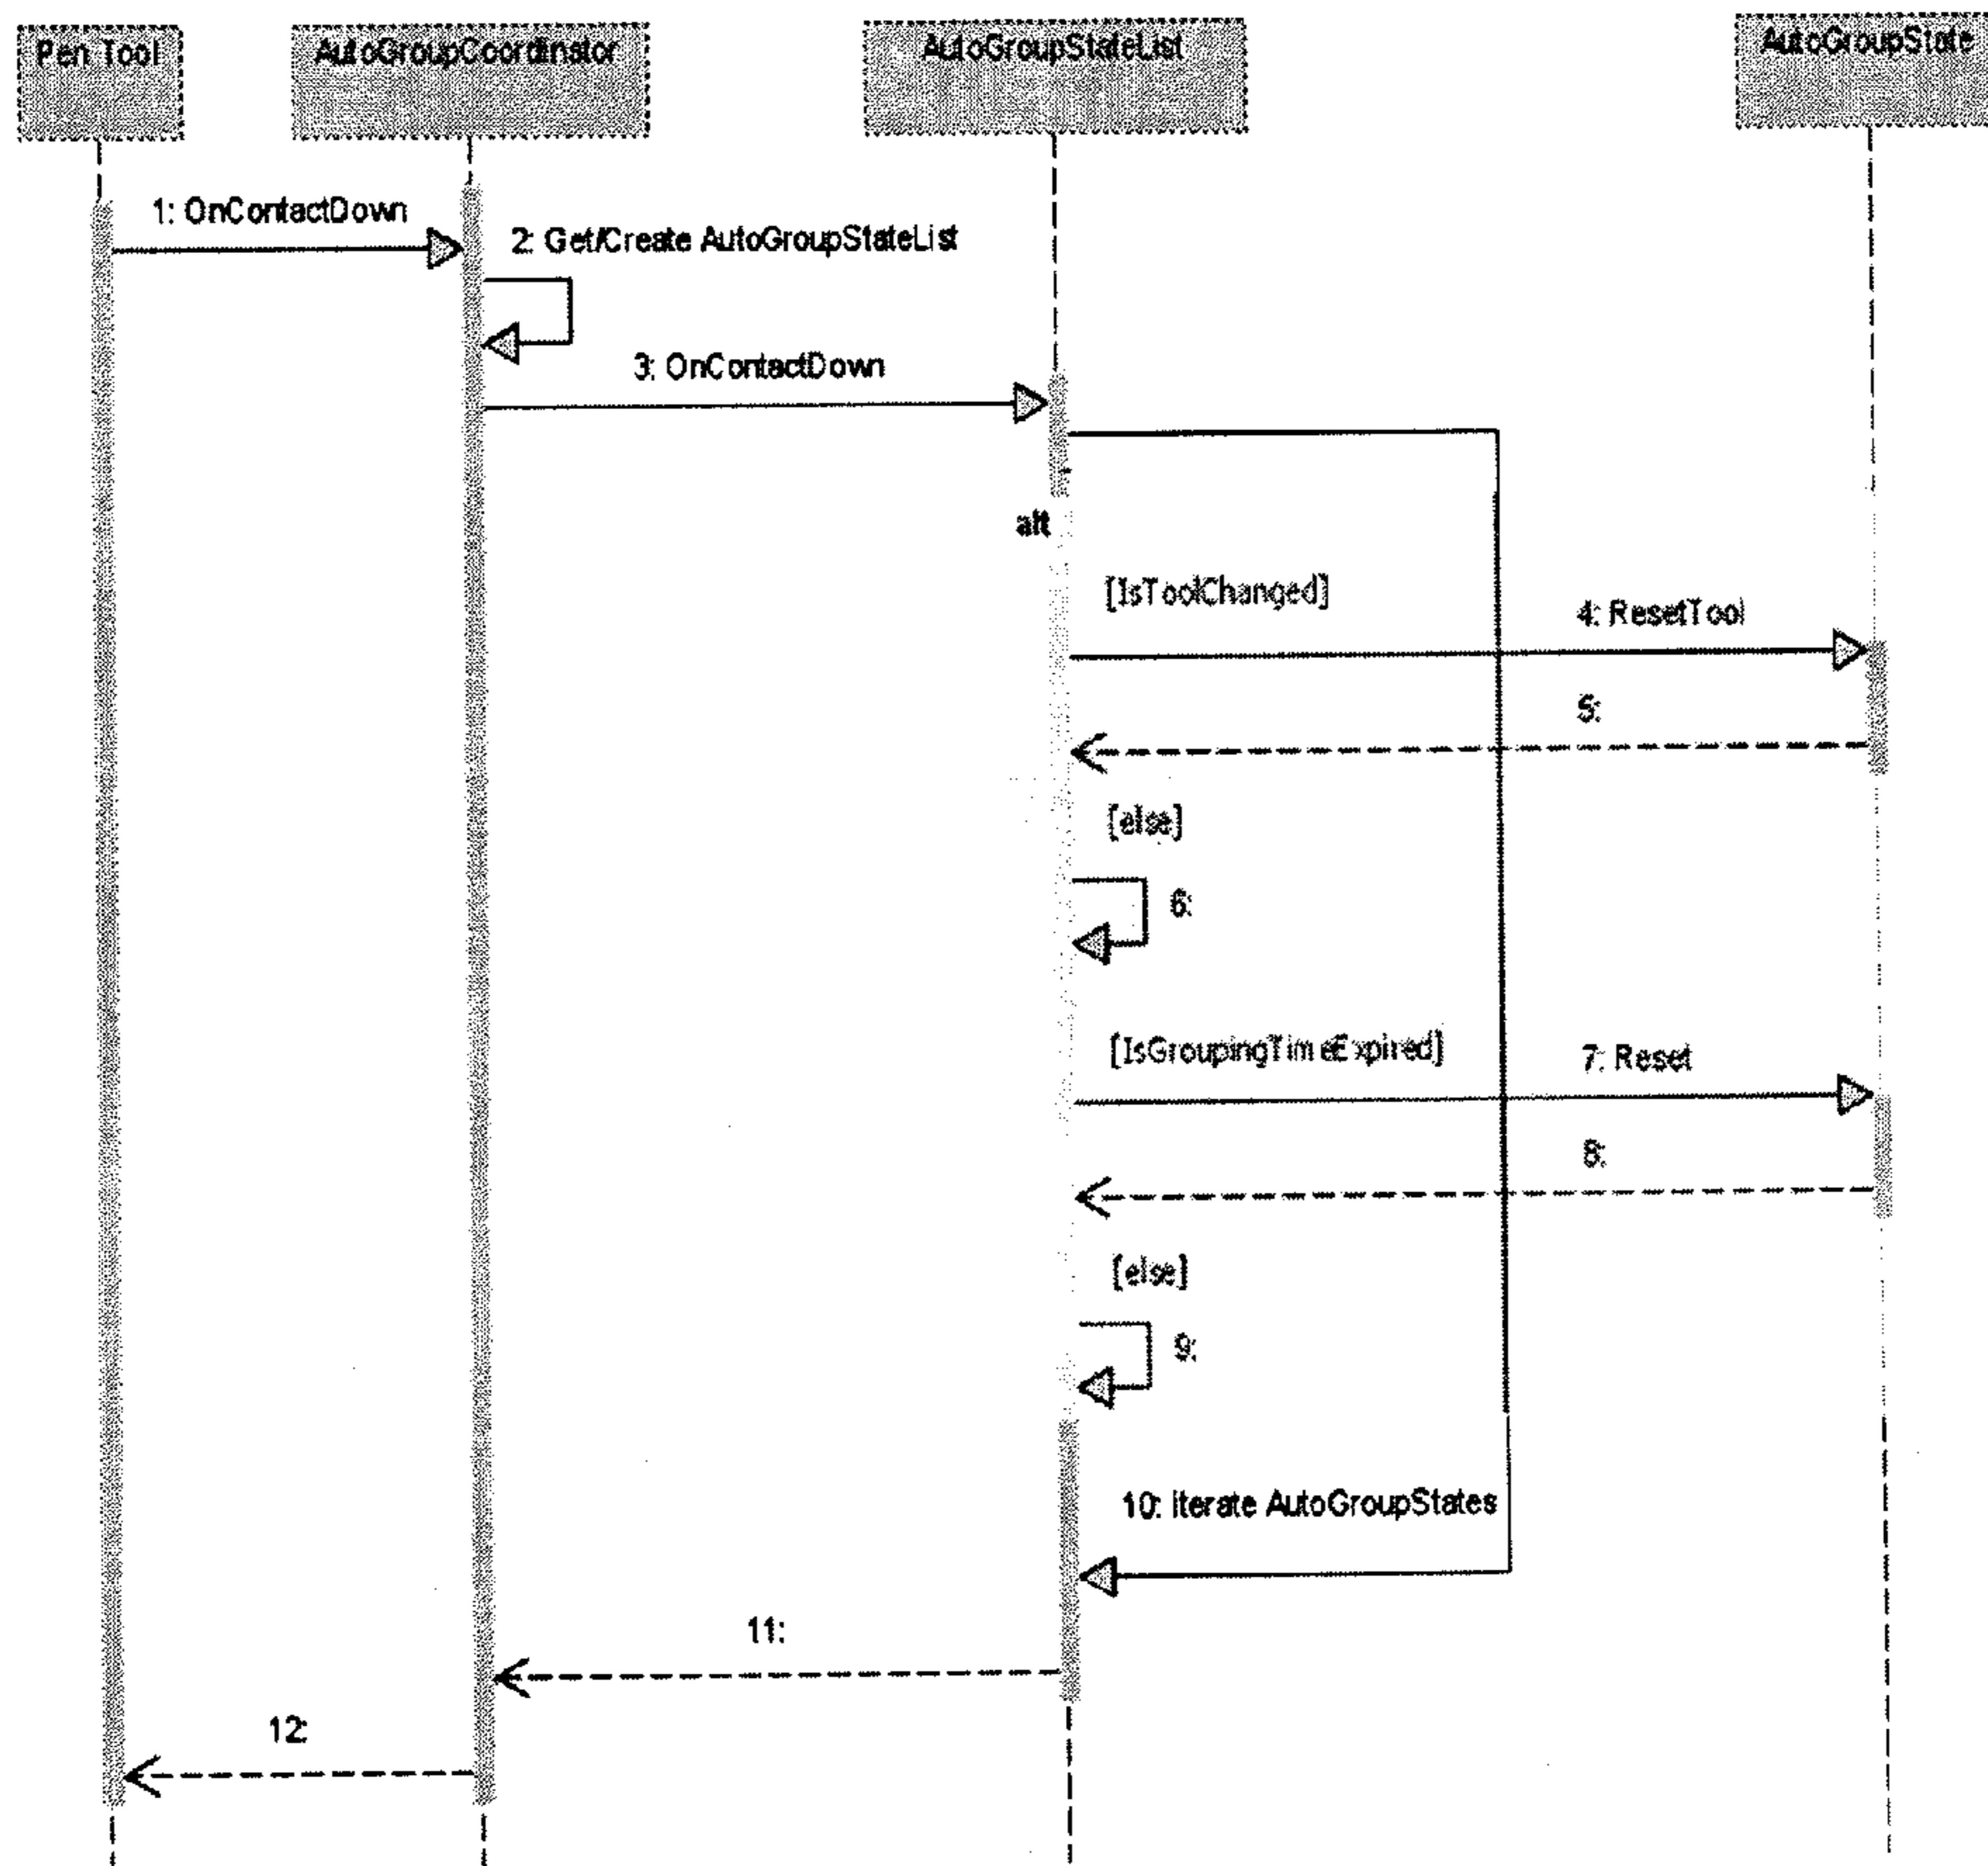 Pen Tool
AutoGroupCoordinator
AutoGroupStateList
AutoGroupState
1: OnContactDown
2: Get/Create AutoGroupStateList
3: OnContactDown
alt
[IsToolChanged]
4: ResetTool
5:
[else]
6:
[IsGroupingTimeExpired]
7: Reset
8:
[else]
9:
10: Iterate AutoGroupStates
11:
12: